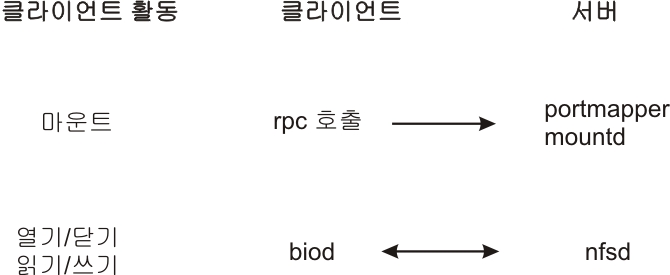 클라이언트 활동 클라이언트 서버
마운트 rpc 호출 portmapper
mountd
열기/닫기
읽기/쓰기 biod nfsd